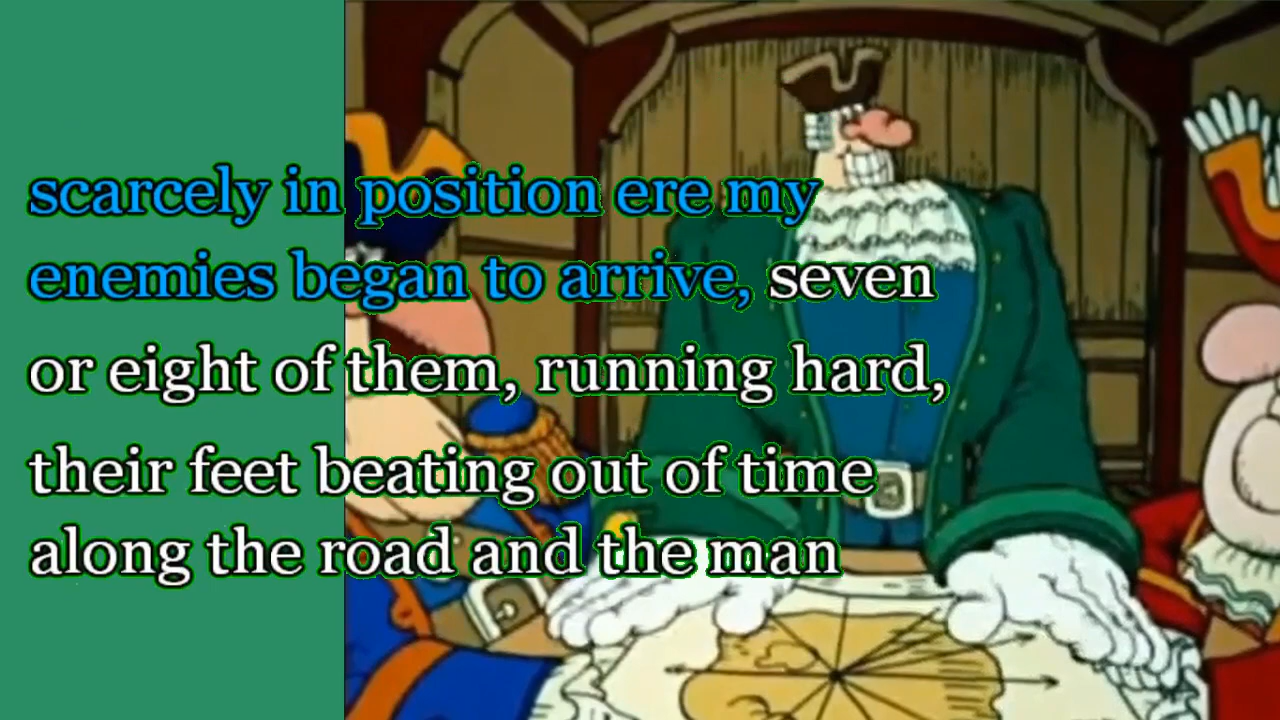 scarcely in position ere my
enemies began to arrive, seven
or eight of them, running hard,
their feet beating out of time
along the road and the man